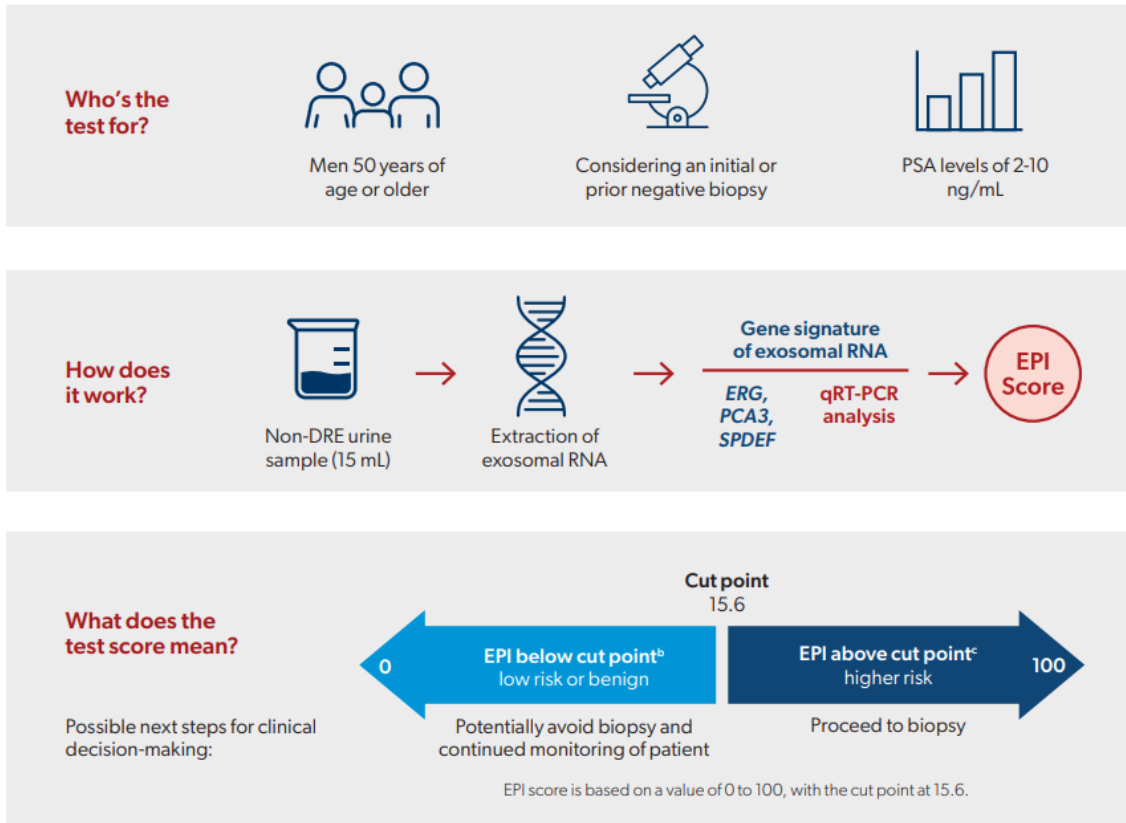 Who's the
test for?
Men 50 years of
age or older
Considering an initial or
prior negative biopsy
PSA levels of 2-10
ng/mL
How does
it work?
Non-DRE urine
sample (15 mL)
Extraction of
exosomal RNA
Gene signature
of exosomal RNA
ERG,
PCA3,
SPDEF
qRT-PCR
analysis
EPI
Score
What does the
test score mean?
Cut point
15.6
0
EPI below cut pointᵇ
low risk or benign
EPI above cut pointᶜ
higher risk
100
Possible next steps for clinical
decision-making:
Potentially avoid biopsy and
continued monitoring of patient
Proceed to biopsy
EPI score is based on a value of 0 to 100, with the cut point at 15.6.